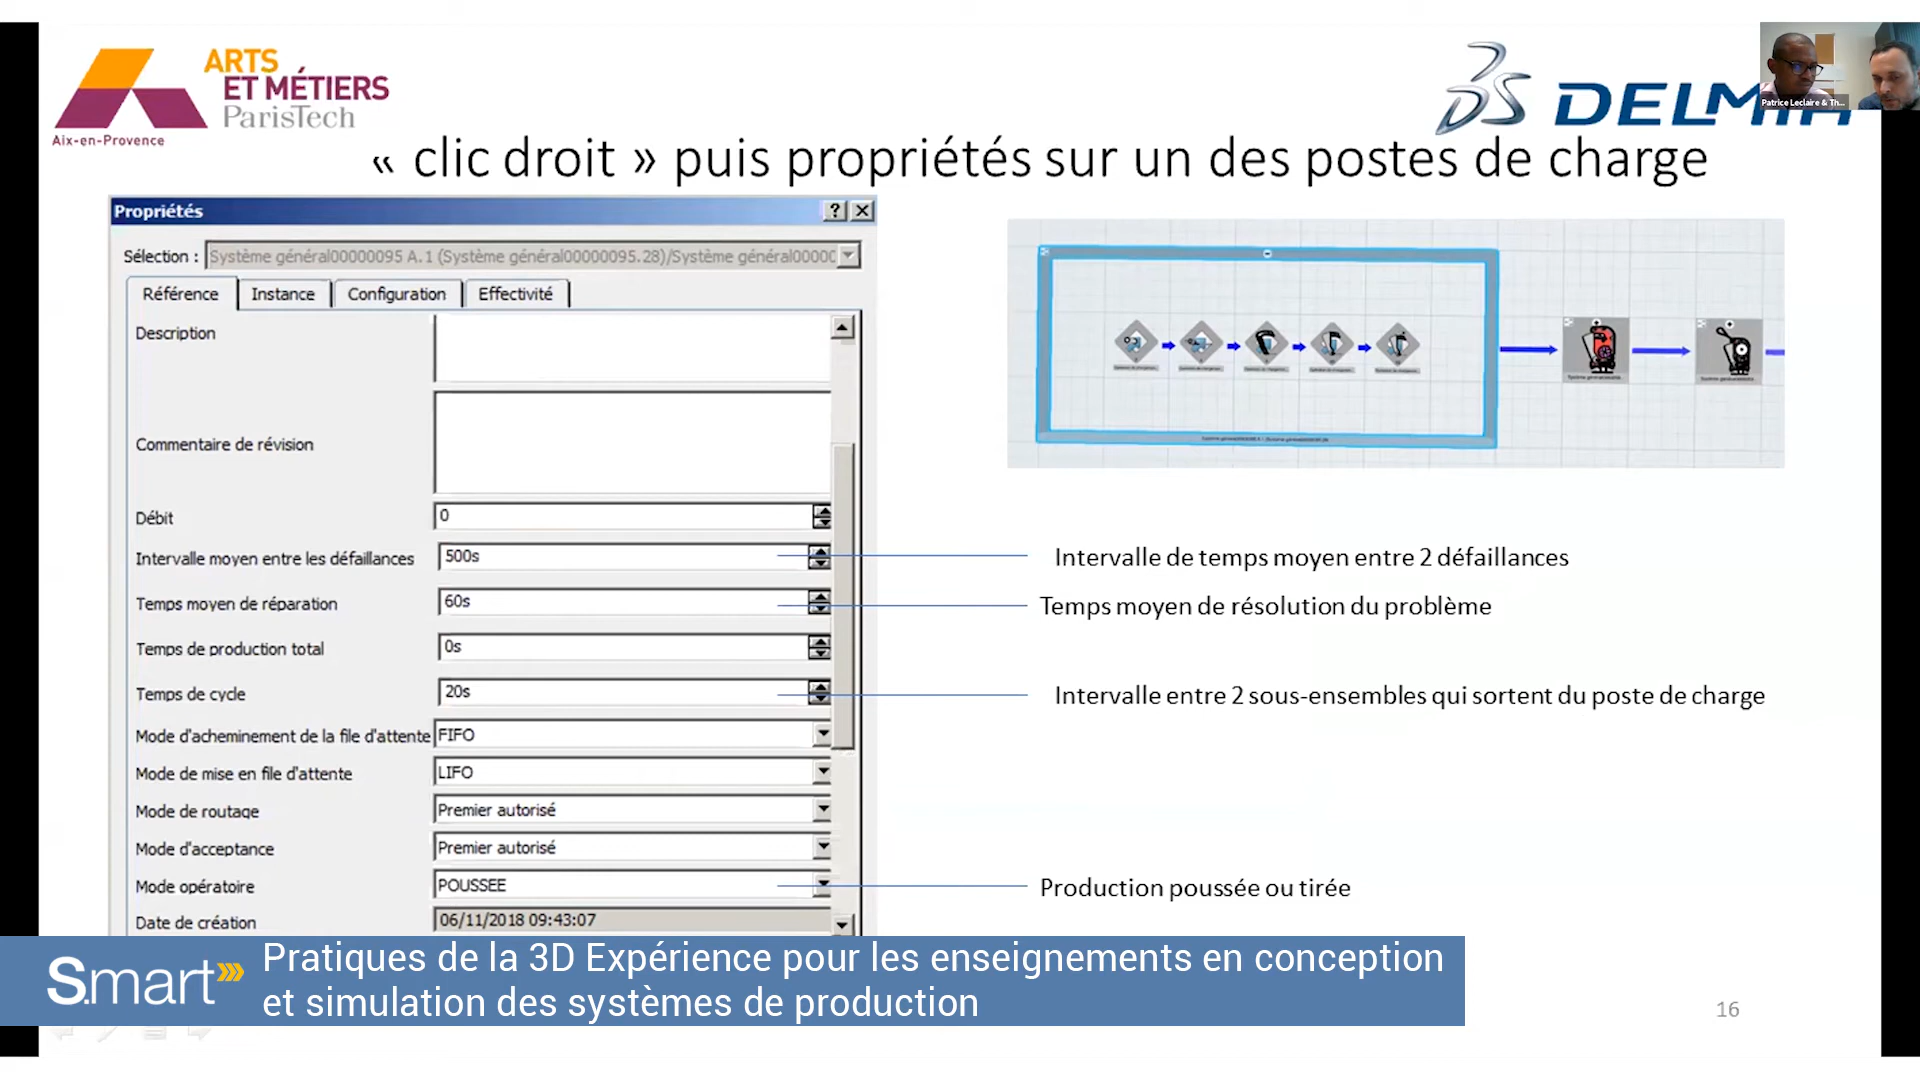 ARTS
ET MÉTIERS
ParisTech
Aix-en-Provence
DELMIA
Patrice Leclaire & Th...
« clic droit » puis propriétés sur un des postes de charge
Propriétés
Sélection : Système général00000095 A.1 (Système général00000095.28)/Système général0000
Référence Instance Configuration Effectivité
Description
Commentaire de révision
Débit 0
Intervalle moyen entre les défaillances 500s
Intervalle de temps moyen entre 2 défaillances
Temps moyen de réparation 60s
Temps moyen de résolution du problème
Temps de production total 0s
Temps de cycle 20s
Intervalle entre 2 sous-ensembles qui sortent du poste de charge
Mode d'acheminement de la file d'attente FIFO
Mode de mise en file d'attente LIFO
Mode de routage Premier autorisé
Mode d'acceptance Premier autorisé
Mode opératoire POUSSEE
Production poussée ou tirée
Date de création 06/11/2018 09:43:07
S.mart
Pratiques de la 3D Expérience pour les enseignements en conception
et simulation des systèmes de production
16